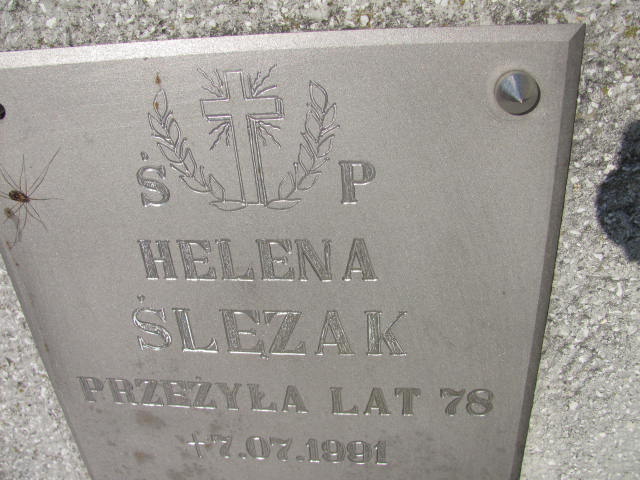 Ś P
HELENA
ŚLĘZAK
PRZEŻYŁA LAT 78
+7.07.1991